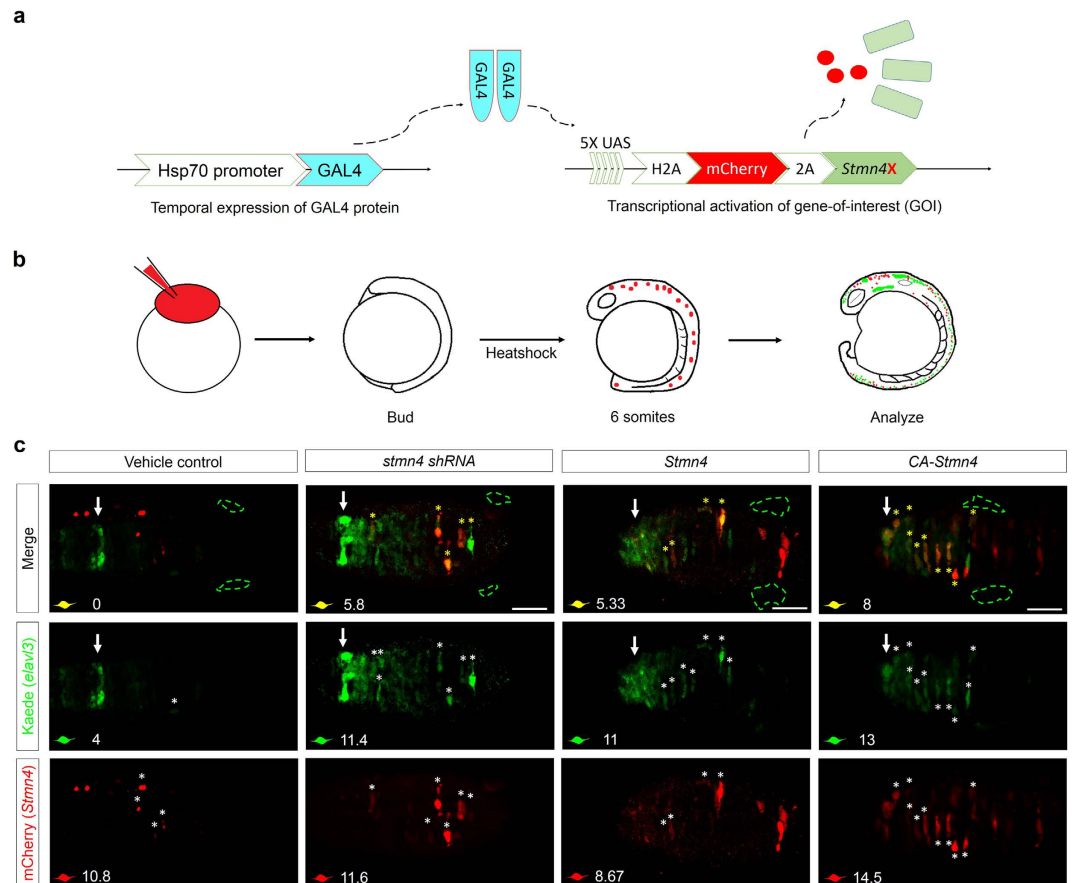 a
GAL4
GAL4
5X UAS
Hsp70 promoter
GAL4
H2A
mCherry
2A
Stmn4X
Temporal expression of GAL4 protein
Transcriptional activation of gene-of-interest (GOI)
b
Heatshock
Bud
6 somites
Analyze
c
Vehicle control
stmn4 shRNA
Stmn4
CA-Stmn4
Merge
* * * * * *
* * * * *
* * * * * * * * * * *
0
5.8
5.33
8
Kaede (elavl3)
4
11.4
11
13
mCherry (Stmn4)
10.8
11.6
8.67
14.5